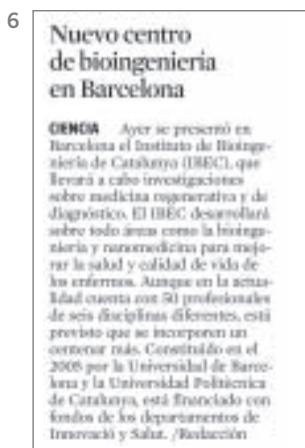 6
Nuevo centro
de bioingeniería
en Barcelona
CIENCIA Ayer se presentó en
Barcelona el Instituto de Bioinge-
niería de Catalunya (IBEC), que
llevará a cabo investigaciones
sobre medicina regenerativa y de
diagnóstico. El IBEC desarrollará
sobre todo áreas como la bioinge-
niería y nanomedicina para mejo-
rar la salud y calidad de vida de
los enfermos. Aunque en la actua-
lidad cuenta con 50 profesionales
de seis disciplinas diferentes, está
previsto que se incorporen un
centenar más. Constituido en el
2005 por la Universidad de Barce-
lona y la Universidad Politécnica
de Catalunya, está financiado con
fondos de los departamentos de
Innovació y Salut. /Redacción